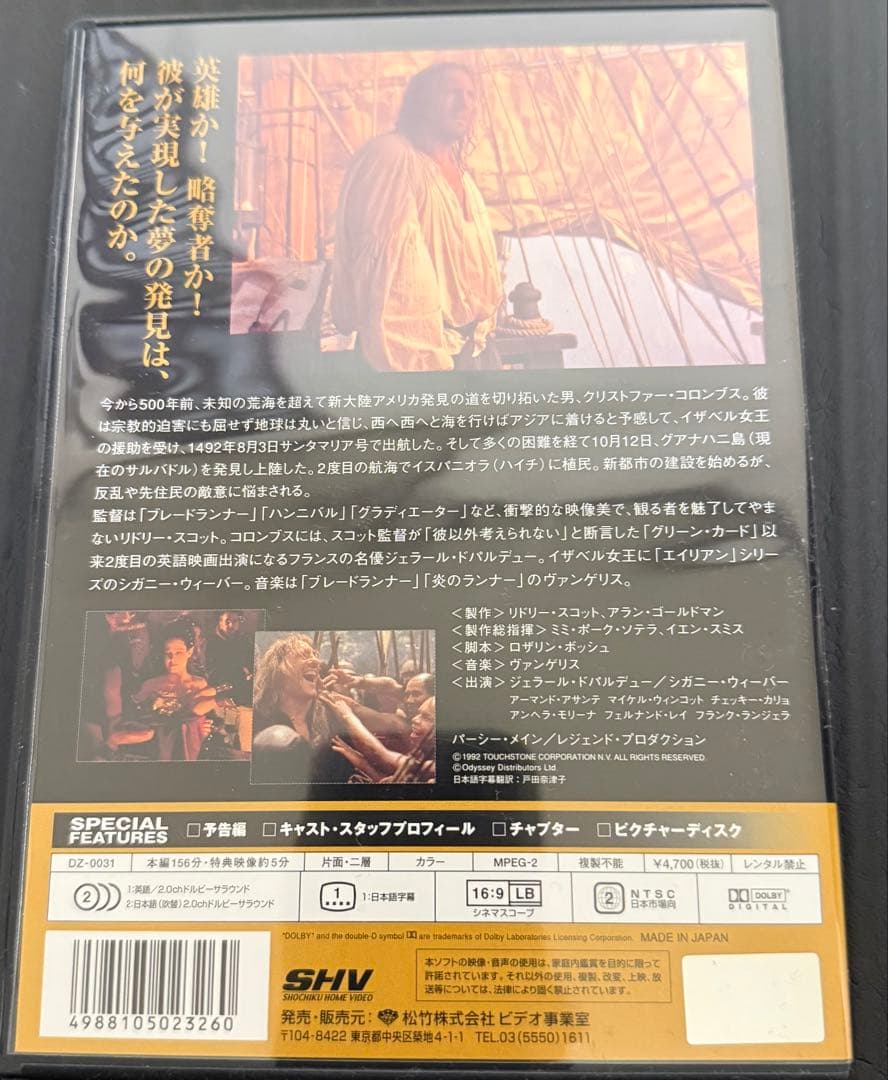 英雄か！ 略奪者か！
彼が実現した夢の発見は、
何を与えたのか。
今から500年前、未知の荒海を超えて新大陸アメリカ発見の道を切り拓いた男、クリストファー・コロンブス。彼
は宗教的迫害にも屈せず地球は丸いと信じ、西へ西へと海を行けばアジアに着けると予感して、イザベル女王
の援助を受け、1492年8月3日サンタマリア号で出航した。そして多くの困難を経て10月12日、グアナハニ島（現
在のサルバドル）を発見し上陸した。2度目の航海でイスパニオラ（ハイチ）に植民。新都市の建設を始めるが、
反乱や先住民の敵意に悩まされる。
監督は「ブレードランナー」「ハンニバル」「グラディエーター」など、衝撃的な映像美で、観る者を魅了してやま
ないリドリー・スコット。コロンブスには、スコット監督が「彼以外考えられない」と断言した「グリーン・カード」以
来2度目の英語映画出演になるフランスの名優ジェラール・ドパルデュー。イザベル女王に「エイリアン」シリー
ズのシガニー・ウィーバー。音楽は「ブレードランナー」「炎のランナー」のヴァンゲリス。
＜製作＞リドリー・スコット、アラン・ゴールドマン
＜製作総指揮＞ミミ・ポーク・ソテラ、イエン・スミス
＜脚本＞ロザリン・ボッシュ
＜音楽＞ヴァンゲリス
＜出演＞ジェラール・ドパルデュー／シガニー・ウィーバー
アーマンド・アサンテ マイケル・ウィンコット チェッキー・カリョ
アンヘラ・モリーナ フェルナンド・レイ フランク・ランジェラ
パーシー・メイン／レジェンド・プロダクション
©1992 TOUCHSTONE CORPORATION N.V. ALL RIGHTS RESERVED.
©Odyssey Distributors Ltd.
日本語字幕翻訳：戸田奈津子
SPECIAL FEATURES □予告編 □キャスト・スタッフプロフィール □チャプター □ピクチャーディスク
DZ-0031 本編156分・特典映像約5分 片面・二層 カラー MPEG-2 複製不能 ¥4,700（税抜） レンタル禁止
2 1:英語／2.0chドルビーサラウンド
2:日本語（吹替）2.0chドルビーサラウンド
1 1:日本語字幕
16:9 LB
シネマスコープ
2 NTSC
日本市場向
DOLBY
DIGITAL
"DOLBY" and the double-D symbol are trademarks of Dolby Laboratories Licensing Corporation. MADE IN JAPAN
4988105023260
SHV
SHOCHIKU HOME VIDEO
本ソフトの映像・音声の使用は、家庭内鑑賞を目的に限って
許諾されています。それ以外の使用、複製、改変、上映、放
送等については、法律により固く禁止されています。
発売・販売元： 松竹株式会社 ビデオ事業室
〒104-8422 東京都中央区築地4-1-1 TEL.03(5550)1611